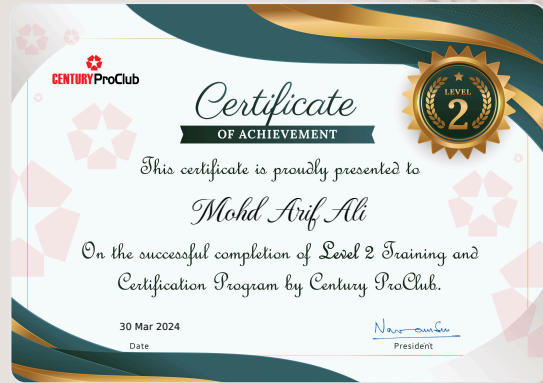 CENTURY ProClub
LEVEL
2
Certificate
OF ACHIEVEMENT
This certificate is proudly presented to
Mohd Arif Ali
On the successful completion of Level 2 Training and
Certification Program by Century ProClub.
30 Mar 2024
Date
President